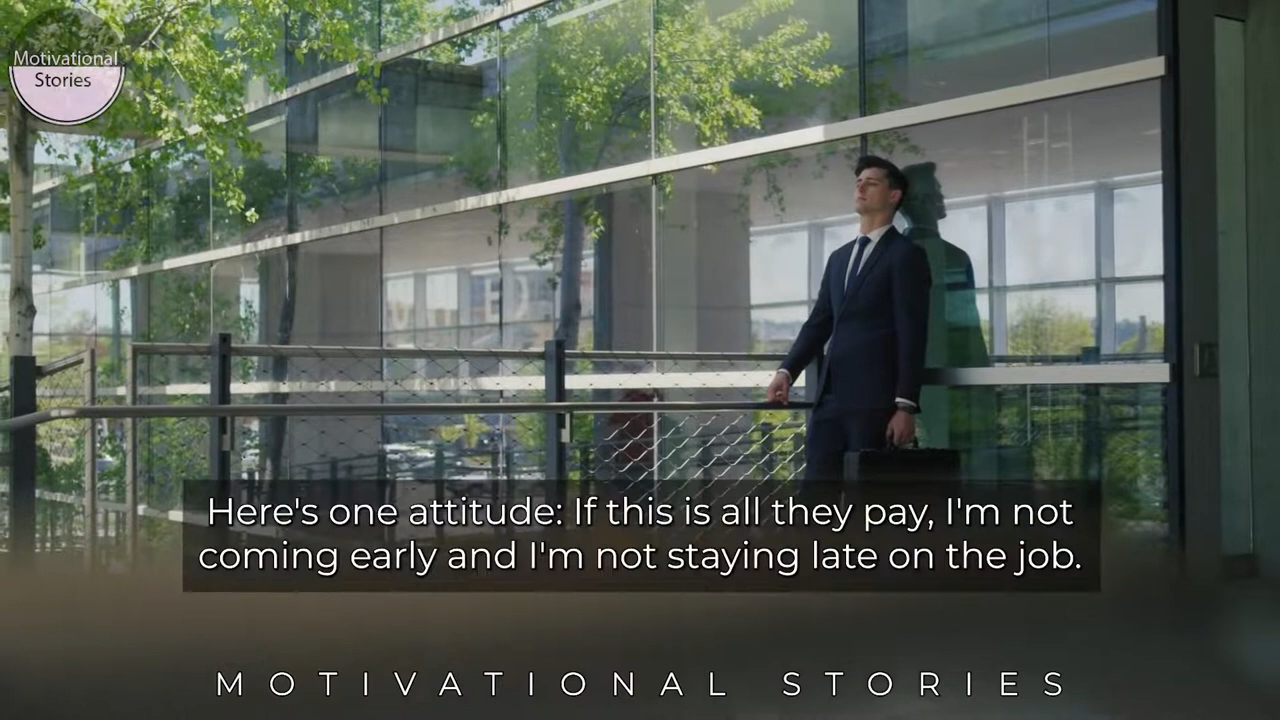 Motivational
Stories
Here's one attitude: If this is all they pay, I'm not
coming early and I'm not staying late on the job.
MOTIVATIONAL STORIES